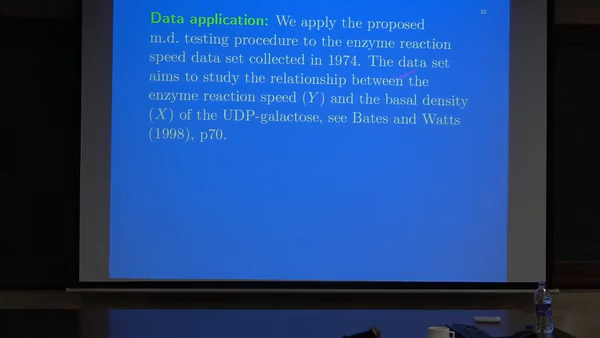 52
Data application: We apply the proposed
m.d. testing procedure to the enzyme reaction
speed data set collected in 1974. The data set
aims to study the relationship between the
enzyme reaction speed (Y) and the basal density
(X) of the UDP-galactose, see Bates and Watts
(1998), p70.